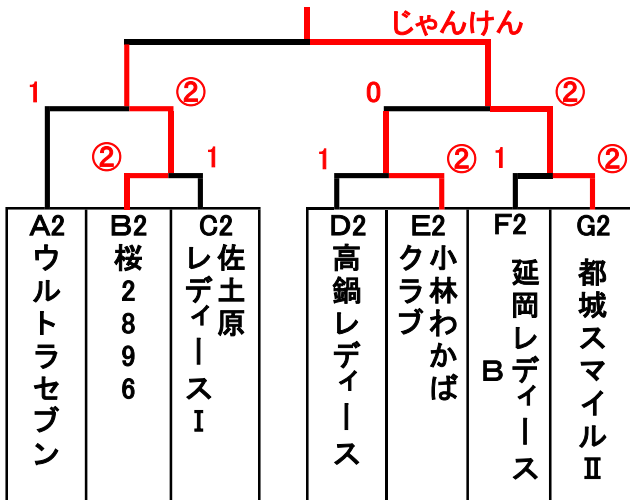 じゃんけん
1
②
0
②
②
1
1
②
1
②
A2
B2
C2
D2
E2
F2
G2
ウルトラセブン
桜2896
佐土原
レディースⅠ
高鍋レディース
小林わかば
クラブ
延岡レディース
B
都城スマイルⅡ